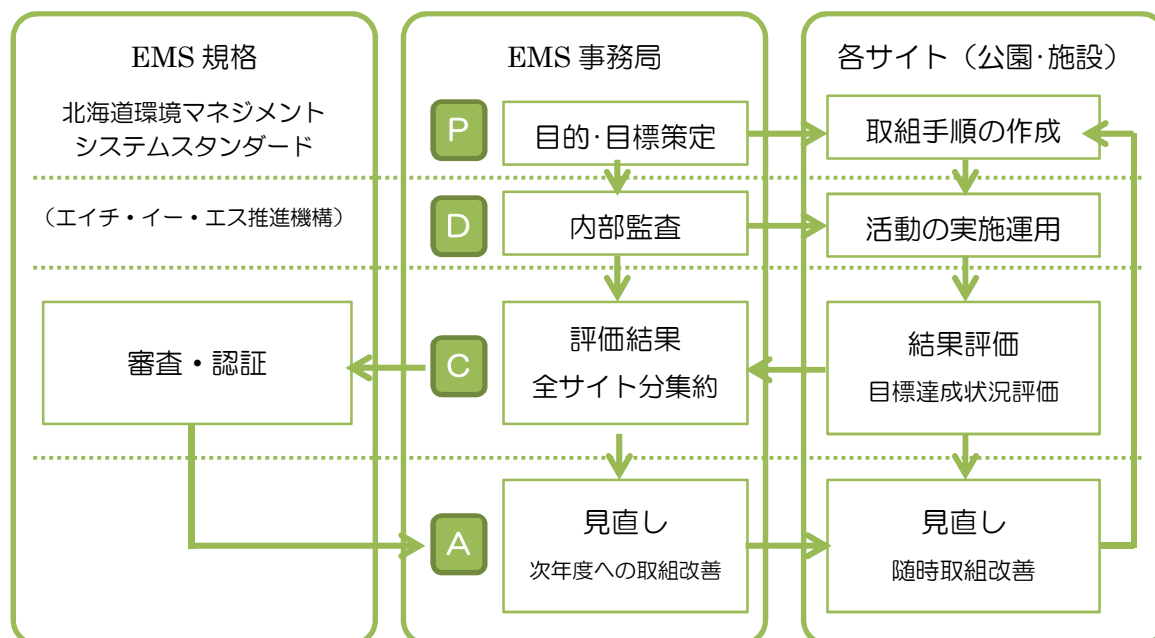 EMS 規格
北海道環境マネジメント
システムスタンダード
（エイチ・イー・エス推進機構）
審査・認証
EMS 事務局
P
目的･目標策定
D
内部監査
C
評価結果
全サイト分集約
A
見直し
次年度への取組改善
各サイト（公園･施設）
取組手順の作成
活動の実施運用
結果評価
目標達成状況評価
見直し
随時取組改善